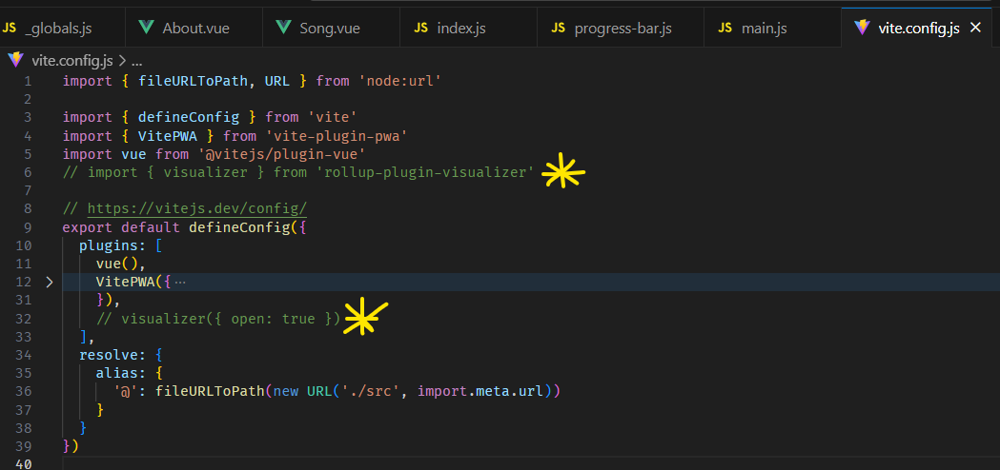 JS _globals.js About.vue Song.vue JS index.js JS progress-bar.js JS main.js vite.config.js ×
vite.config.js > ...
1 import { fileURLToPath, URL } from 'node:url'
2
3 import { defineConfig } from 'vite'
4 import { VitePWA } from 'vite-plugin-pwa'
5 import vue from '@vitejs/plugin-vue'
6 // import { visualizer } from 'rollup-plugin-visualizer'
7
8 // https://vitejs.dev/config/
9 export default defineConfig({
10 plugins: [
11 vue(),
12 > VitePWA({ ···
31 }),
32 // visualizer({ open: true })
33 ],
34 resolve: {
35 alias: {
36 '@': fileURLToPath(new URL('./src', import.meta.url))
37 }
38 }
39 })
40